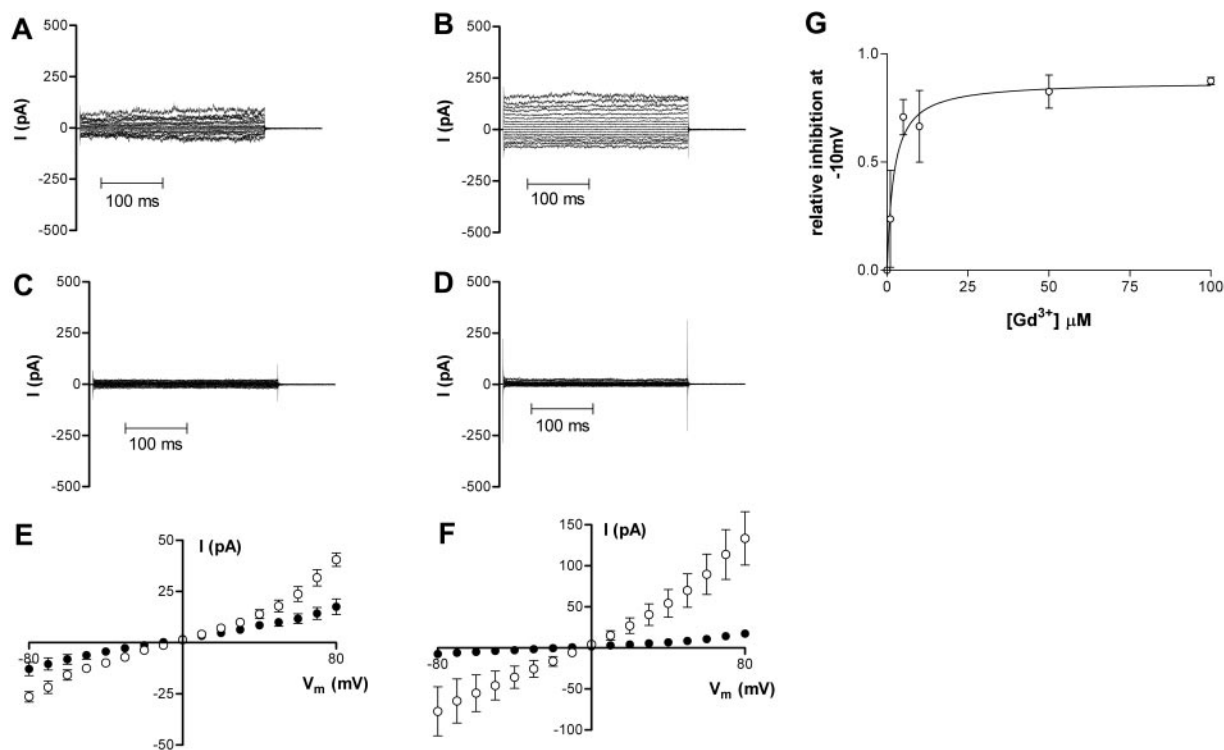 A
500
250
0
-250
-500
I (pA)
100 ms
B
500
250
0
-250
-500
I (pA)
100 ms
G
1.0
0.5
0.0
relative inhibition at
-10mV
0
25
50
75
100
[Gd³⁺] μM
C
500
250
0
-250
-500
I (pA)
100 ms
D
500
250
0
-250
-500
I (pA)
100 ms
E
50
I (pA)
25
-80
80
Vₘ (mV)
-25
-50
F
I (pA)
150
100
50
-80
80
-50
Vₘ (mV)
-100